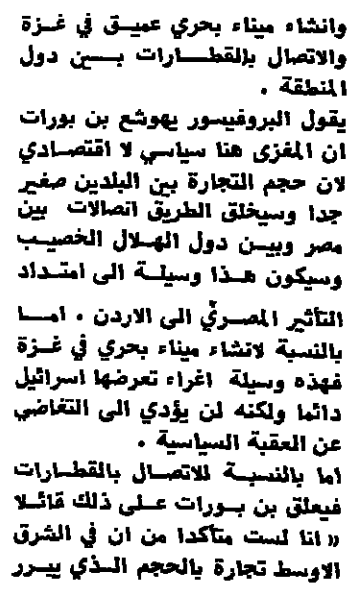 وانشاء ميناء بحري عميق في غزة
والاتصال بالقطارات بين دول
المنطقة .
يقول البروفيسور يهوشع بن بورات
ان المغزى هنا سياسي لا اقتصادي
لان حجم التجارة بين البلدين صغير
جدا وسيخلق الطريق اتصالات بين
مصر وبين دول الهلال الخصيب
وسيكون هذا وسيلة الى امتداد
التأثير المصري الى الاردن . اما
بالنسبة لانشاء ميناء بحري في غزة
فهذه وسيلة اغراء تعرضها اسرائيل
دائما ولكنه لن يؤدي الى التغاضي
عن العقبة السياسية .
أما بالنسبة للاتصال بالقطارات
فيعلق بن بورات على ذلك قائلا
« انا لست متأكدا من ان في الشرق
الاوسط تجارة بالحجم الذي يبرر